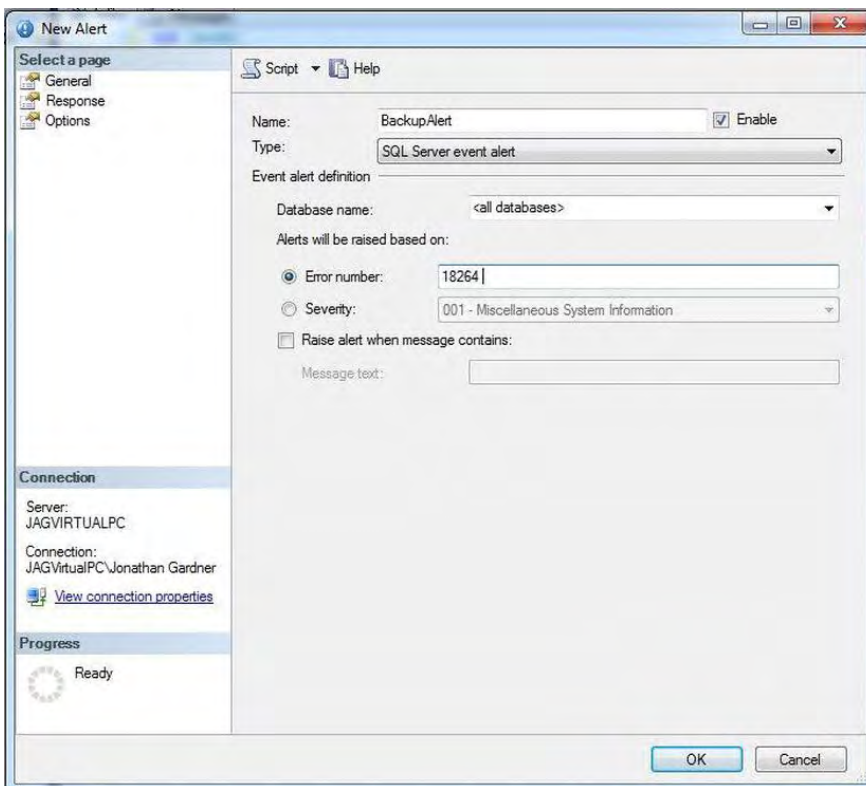 New Alert
Select a page
General
Response
Options
Script
Help
Name:
BackupAlert
Enable
Type:
SQL Server event alert
Event alert definition
Database name:
<all databases>
Alerts will be raised based on:
Error number:
18264
Severity:
001 - Miscellaneous System Information
Raise alert when message contains:
Message text:
Connection
Server:
JAGVIRTUALPC
Connection:
JAGVirtualPC\Jonathan Gardner
View connection properties
Progress
Ready
OK
Cancel